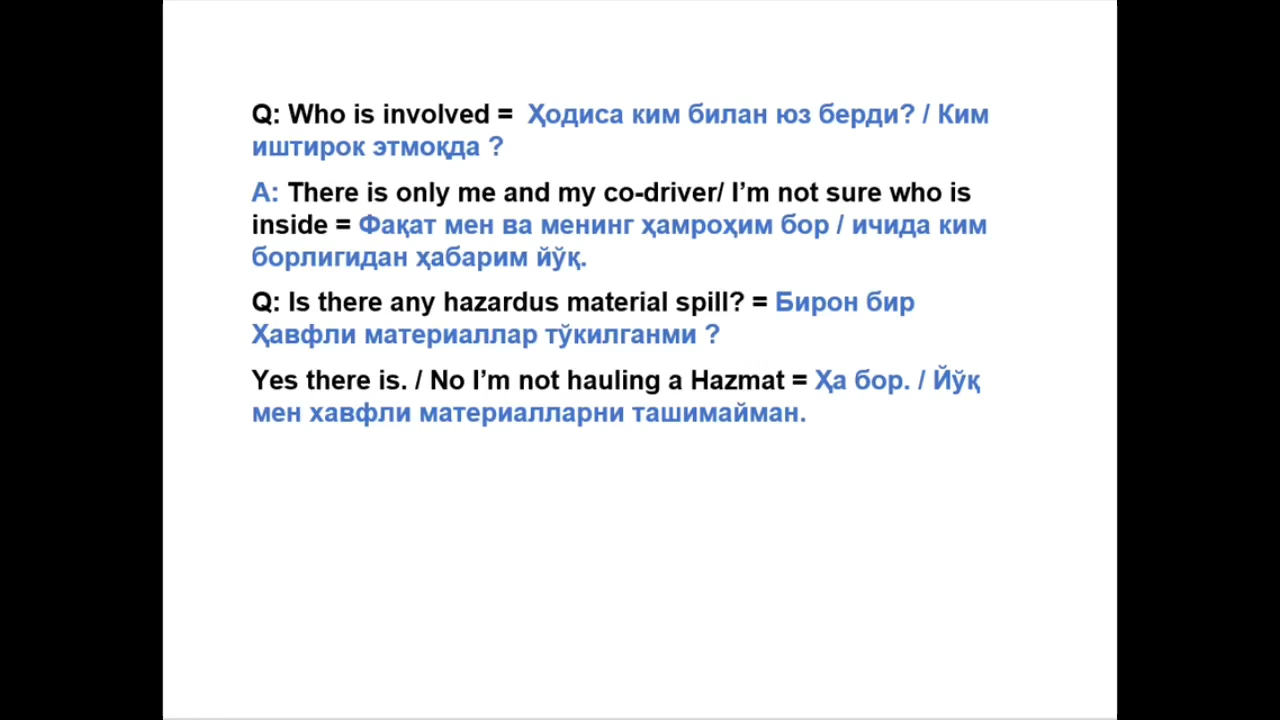 Q: Who is involved = Ҳодиса ким билан юз берди? / Ким
иштирок этмоқда ?
A: There is only me and my co-driver/ I’m not sure who is
inside = Фақат мен ва менинг ҳамроҳим бор / ичида ким
борлигидан ҳабарим йўқ.
Q: Is there any hazardus material spill? = Бирон бир
Ҳавфли материаллар тўкилганми ?
Yes there is. / No I’m not hauling a Hazmat = Ҳа бор. / Йўқ
мен хавфли материалларни ташимайман.